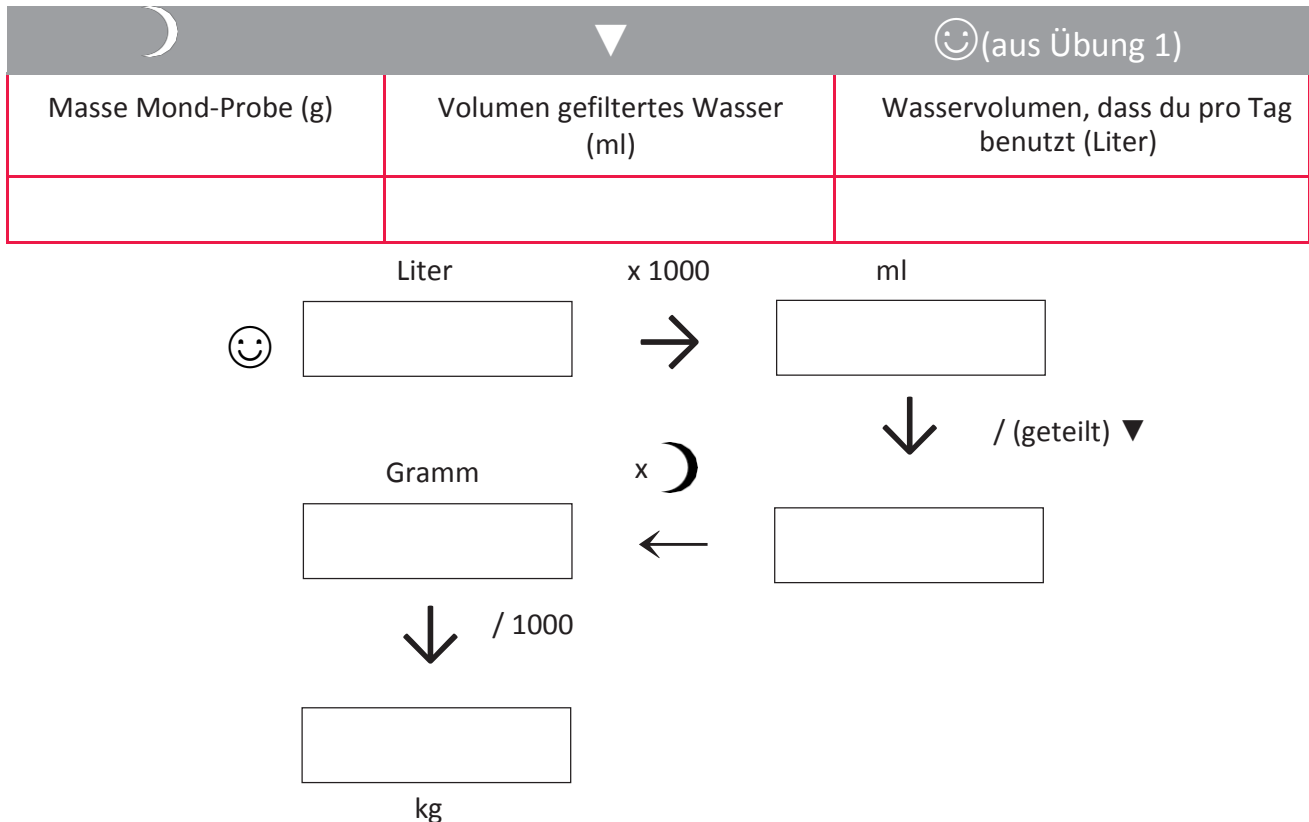 (aus Übung 1)
Masse Mond-Probe (g)
Volumen gefiltertes Wasser
(ml)
Wasservolumen, dass du pro Tag
benutzt (Liter)
Liter
x 1000
ml
/ (geteilt) ▼
x
Gramm
/ 1000
kg